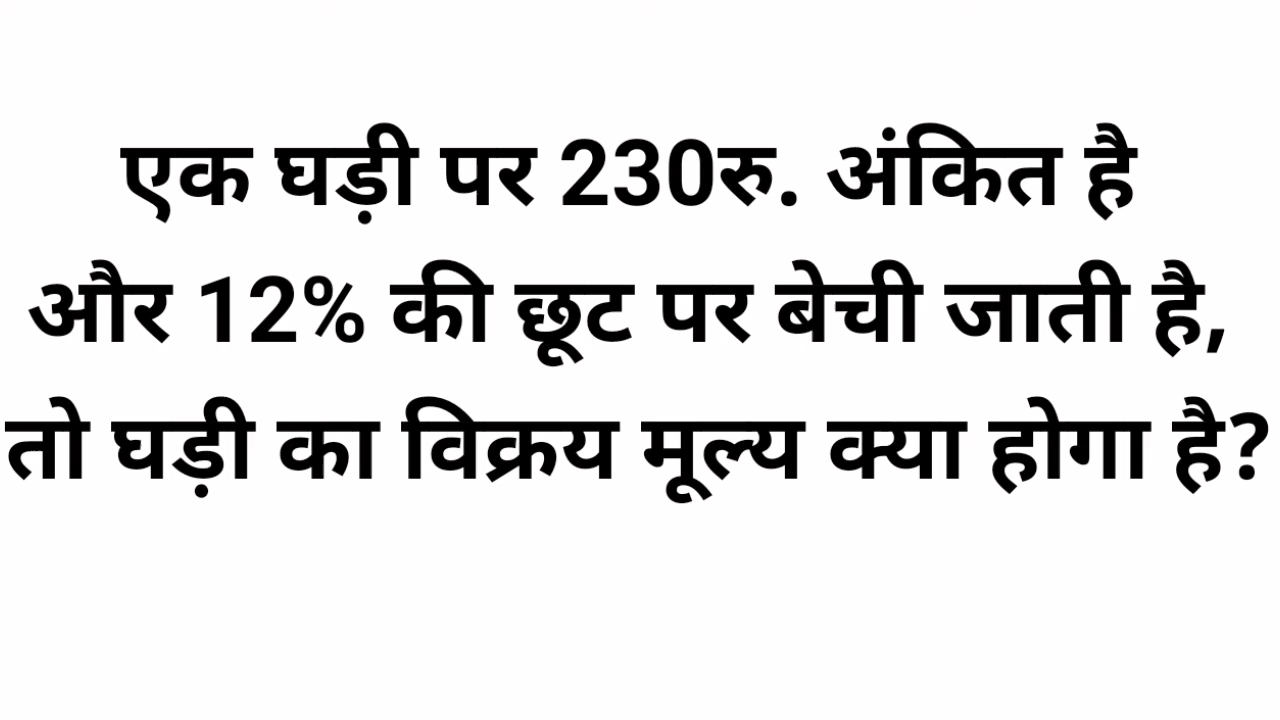 एक घड़ी पर 230रु. अंकित है
और 12% की छूट पर बेची जाती है,
तो घड़ी का विक्रय मूल्य क्या होगा है?